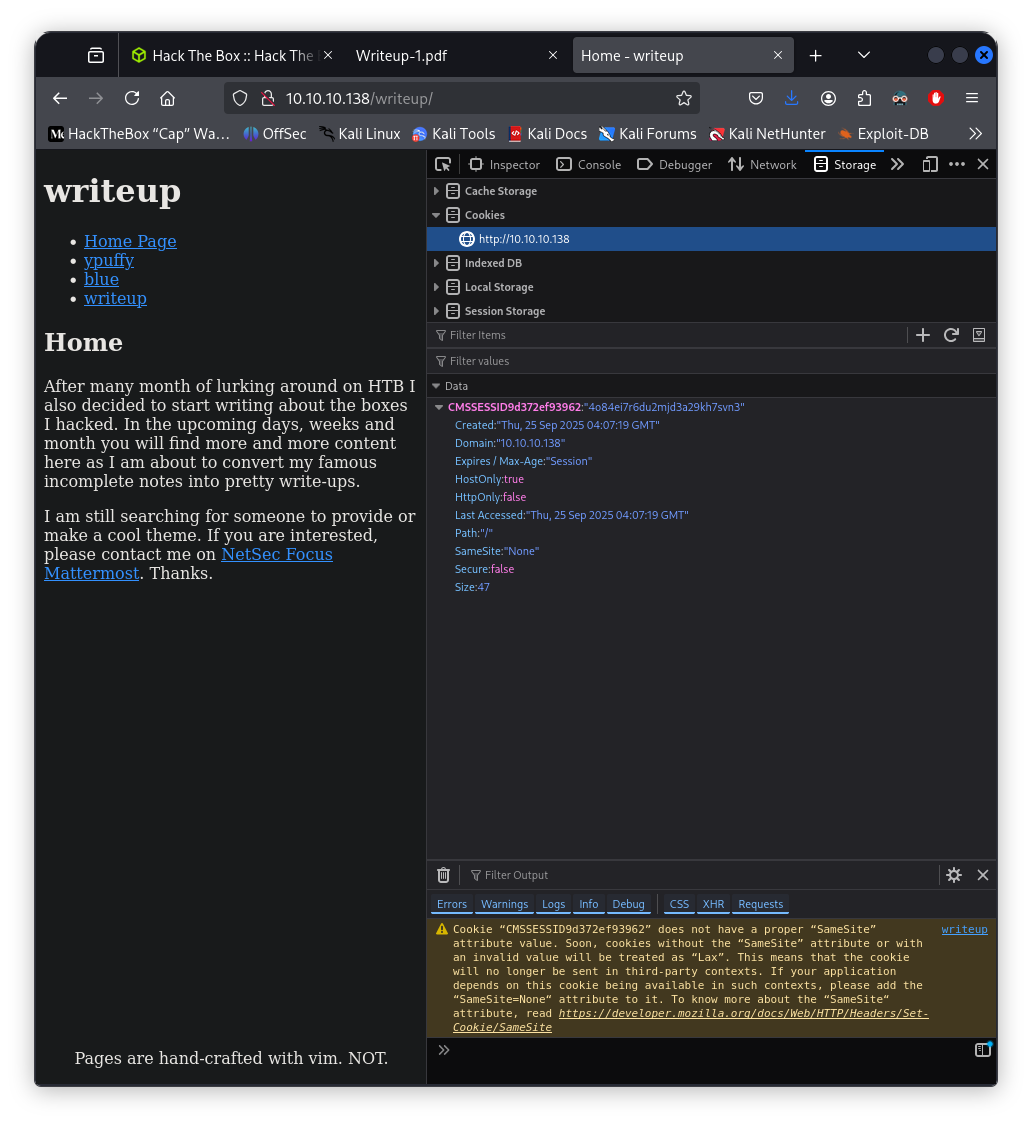 Hack The Box :: Hack The
Writeup-1.pdf
Home - writeup
10.10.10.138/writeup/
HackTheBox “Cap” Wa…
OffSec
Kali Linux
Kali Tools
Kali Docs
Kali Forums
Kali NetHunter
Exploit-DB
writeup
Home Page
ypuffy
blue
writeup
Home
After many month of lurking around on HTB I
also decided to start writing about the boxes
I hacked. In the upcoming days, weeks and
month you will find more and more content
here as I am about to convert my famous
incomplete notes into pretty write-ups.
I am still searching for someone to provide or
make a cool theme. If you are interested,
please contact me on NetSec Focus
Mattermost. Thanks.
Pages are hand-crafted with vim. NOT.
Inspector
Console
Debugger
Network
Storage
Cache Storage
Cookies
http://10.10.10.138
Indexed DB
Local Storage
Session Storage
Filter Items
Filter values
Data
CMSSESSID9d372ef93962:"4o84ei7r6du2mjd3a29kh7svn3"
Created:"Thu, 25 Sep 2025 04:07:19 GMT"
Domain:"10.10.10.138"
Expires / Max-Age:"Session"
HostOnly:true
HttpOnly:false
Last Accessed:"Thu, 25 Sep 2025 04:07:19 GMT"
Path:"/"
SameSite:"None"
Secure:false
Size:47
Filter Output
Errors
Warnings
Logs
Info
Debug
CSS
XHR
Requests
Cookie “CMSSESSID9d372ef93962” does not have a proper “SameSite”
attribute value. Soon, cookies without the “SameSite” attribute or with
an invalid value will be treated as “Lax”. This means that the cookie
will no longer be sent in third-party contexts. If your application
depends on this cookie being available in such contexts, please add the
“SameSite=None“ attribute to it. To know more about the “SameSite“
attribute, read https://developer.mozilla.org/docs/Web/HTTP/Headers/Set-
Cookie/SameSite
writeup